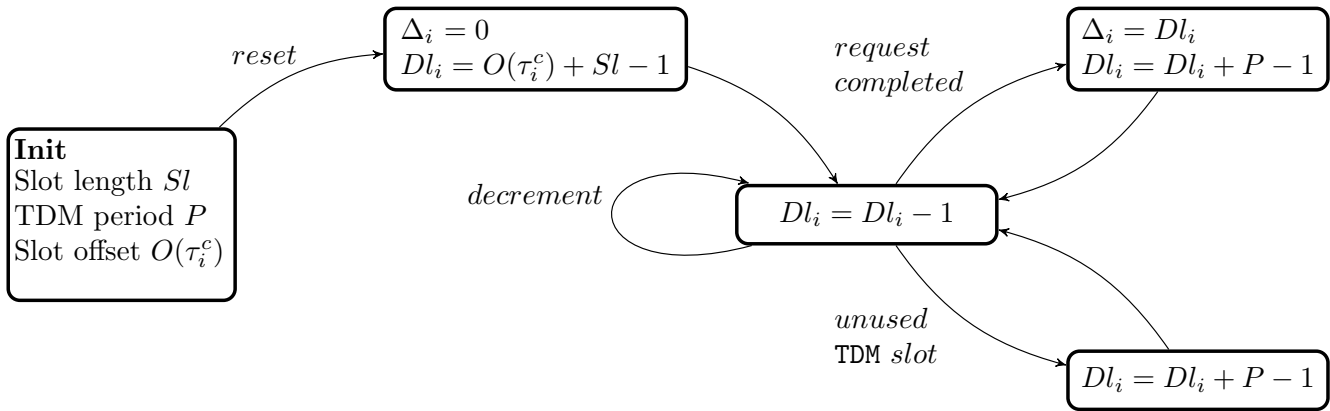 Init
Slot length Sl
TDM period P
Slot offset O(τ_i^c)
reset
Δ_i = 0
Dl_i = O(τ_i^c) + Sl − 1
decrement
Dl_i = Dl_i − 1
request
completed
Δ_i = Dl_i
Dl_i = Dl_i + P − 1
unused
TDM slot
Dl_i = Dl_i + P − 1